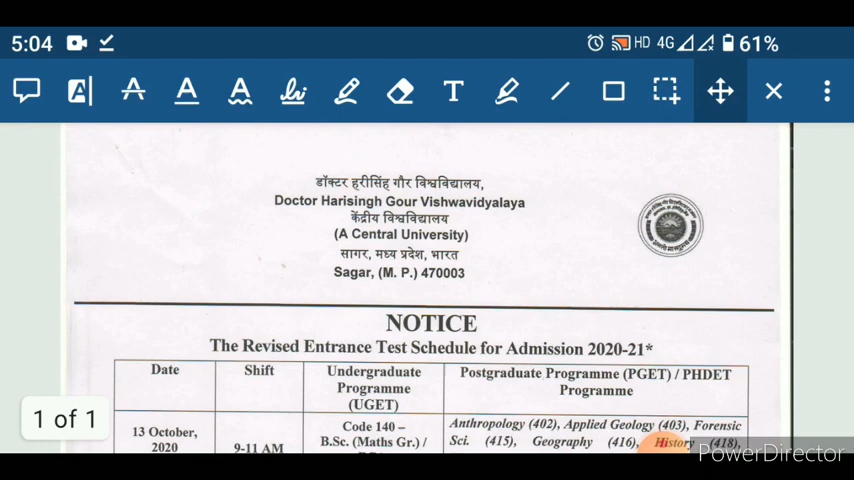 5:04 HD 4G 61%
A A A A T
डॉक्टर हरीसिंह गौर विश्वविद्यालय,
Doctor Harisingh Gour Vishwavidyalaya
केंद्रीय विश्वविद्यालय
(A Central University)
सागर, मध्य प्रदेश, भारत
Sagar, (M. P.) 470003
NOTICE
The Revised Entrance Test Schedule for Admission 2020-21*
Date Shift Undergraduate Programme (UGET) Postgraduate Programme (PGET) / PHDET Programme
13 October, 2020 9-11 AM Code 140 – B.Sc. (Maths Gr.) / Anthropology (402), Applied Geology (403), Forensic Sci. (415), Geography (416), History (418),
1 of 1
PowerDirector